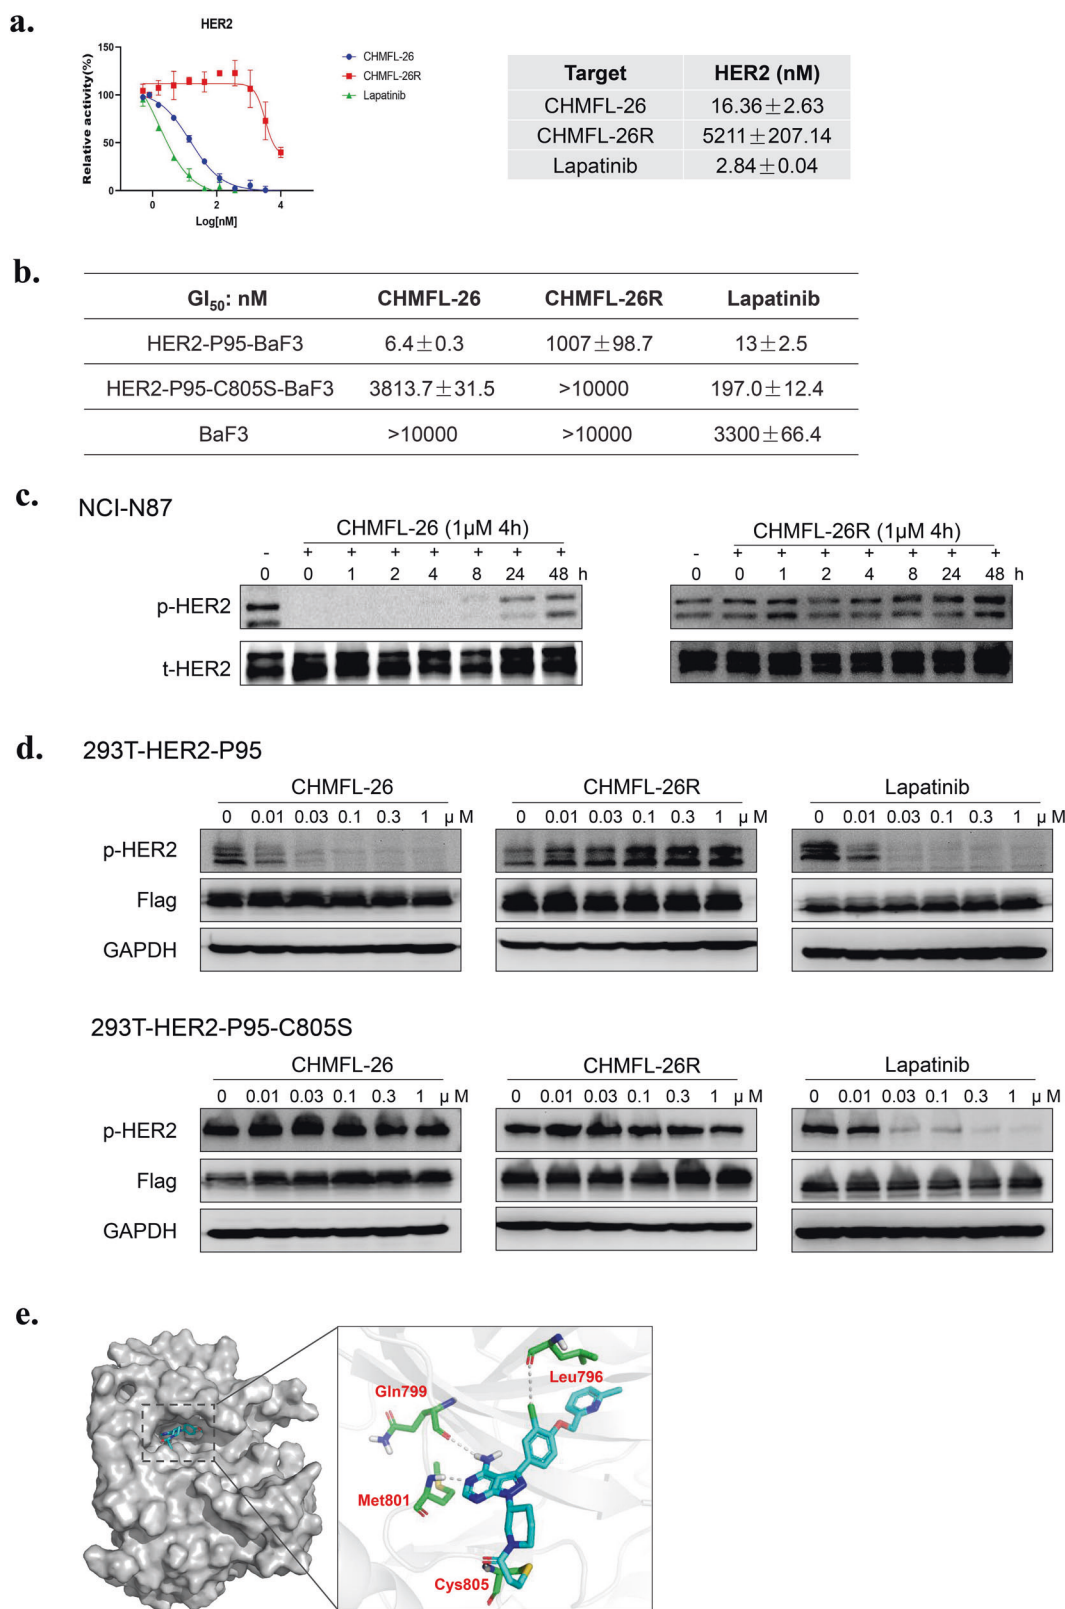 a.
HER2
Relative activity(%)
150
100
50
0
0 2 4
Log[nM]
CHMFL-26
CHMFL-26R
Lapatinib
Target HER2 (nM)
CHMFL-26 16.36±2.63
CHMFL-26R 5211±207.14
Lapatinib 2.84±0.04
b.
GI50: nM CHMFL-26 CHMFL-26R Lapatinib
HER2-P95-BaF3 6.4±0.3 1007±98.7 13±2.5
HER2-P95-C805S-BaF3 3813.7±31.5 >10000 197.0±12.4
BaF3 >10000 >10000 3300±66.4
c.
NCI-N87
CHMFL-26 (1μM 4h) CHMFL-26R (1μM 4h)
- + + + + + + + - + + + + + + +
0 0 1 2 4 8 24 48 h 0 0 1 2 4 8 24 48 h
p-HER2
t-HER2
d.
293T-HER2-P95
CHMFL-26 CHMFL-26R Lapatinib
0 0.01 0.03 0.1 0.3 1 μ M 0 0.01 0.03 0.1 0.3 1 μ M 0 0.01 0.03 0.1 0.3 1 μ M
p-HER2
Flag
GAPDH
293T-HER2-P95-C805S
CHMFL-26 CHMFL-26R Lapatinib
0 0.01 0.03 0.1 0.3 1 μ M 0 0.01 0.03 0.1 0.3 1 μ M 0 0.01 0.03 0.1 0.3 1 μ M
p-HER2
Flag
GAPDH
e.
Leu796
Gln799
Met801
Cys805